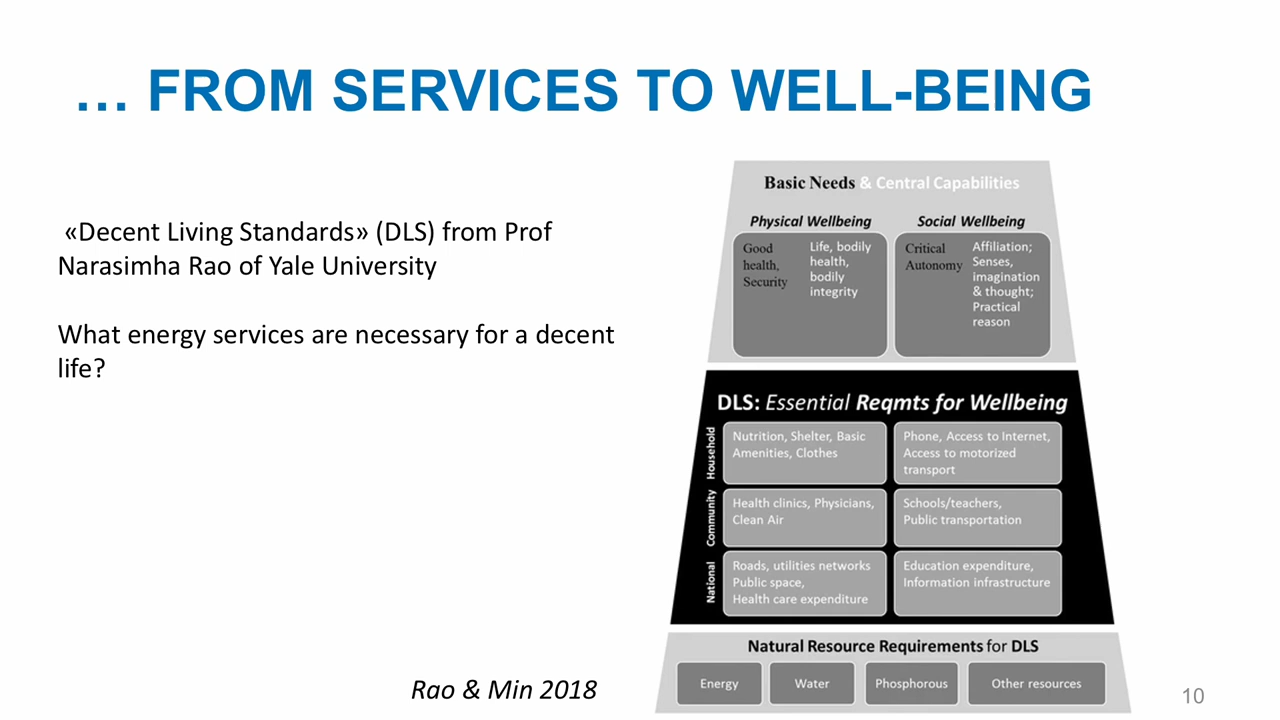 … FROM SERVICES TO WELL-BEING
«Decent Living Standards» (DLS) from Prof
Narasimha Rao of Yale University
What energy services are necessary for a decent
life?
Rao & Min 2018
Basic Needs & Central Capabilities
Physical Wellbeing
Good
health,
Security
Life, bodily
health,
bodily
integrity
Social Wellbeing
Critical
Autonomy
Affiliation;
Senses,
imagination
& thought;
Practical
reason
DLS: Essential Reqmts for Wellbeing
Household
Nutrition, Shelter, Basic
Amenities, Clothes
Phone, Access to Internet,
Access to motorized
transport
Community
Health clinics, Physicians,
Clean Air
Schools/teachers,
Public transportation
National
Roads, utilities networks
Public space,
Health care expenditure
Education expenditure,
Information infrastructure
Natural Resource Requirements for DLS
Energy
Water
Phosphorous
Other resources
10